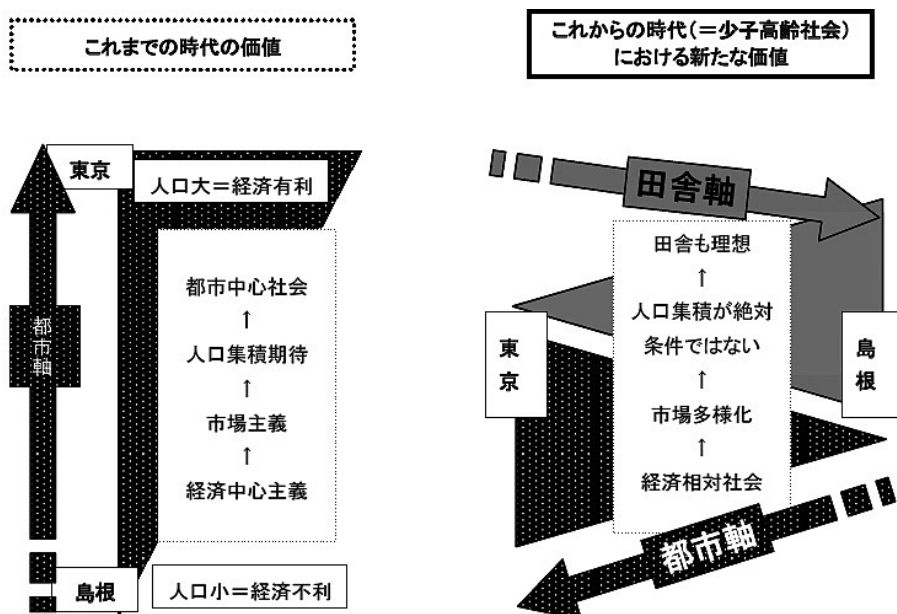 これまでの時代の価値
東京
人口大＝経済有利
都市中心社会
↑
人口集積期待
↑
市場主義
↑
経済中心主義
都市軸
島根
人口小＝経済不利
これからの時代（＝少子高齢社会）
における新たな価値
田舎軸
田舎も理想
↑
人口集積が絶対
条件ではない
↑
市場多様化
↑
経済相対社会
東京
島根
都市軸